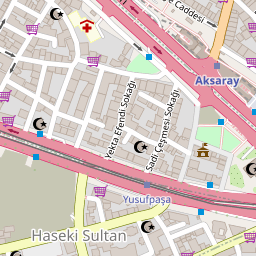 Caddesi
Aksaray
Yekta Efendi Sokağı
Sadi Çeşmesi Sokağı
Yusufpaşa
Haseki Sultan